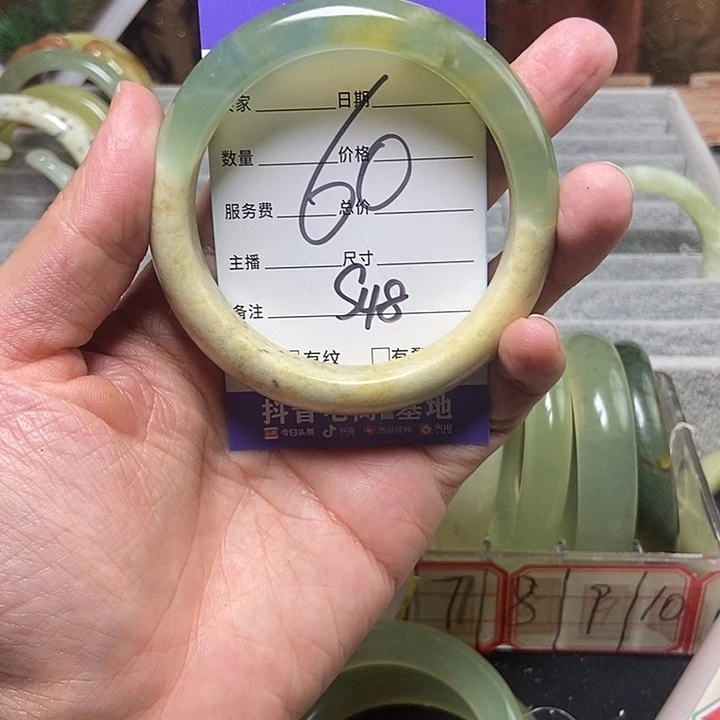 家 日期
60
数量 价格
服务费 总价
主播 尺寸
S48
备注
有纹 有
抖音电商 基地
今日头条 抖音 西瓜视频 火山
7 8 9 10